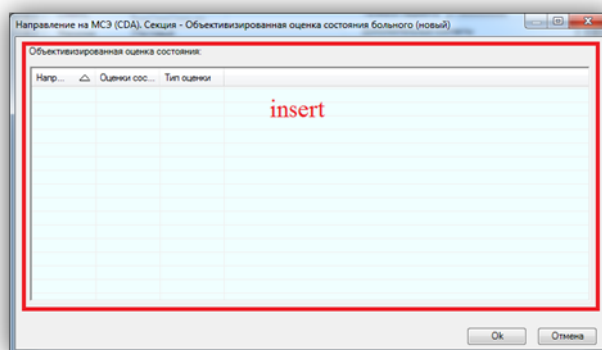 Направление на МСЭ (CDA). Секция - Объективизированная оценка состояния больного (новый)
Объективизированная оценка состояния:
Напр... Оценки сос... Тип оценки
insert
Ok Отмена